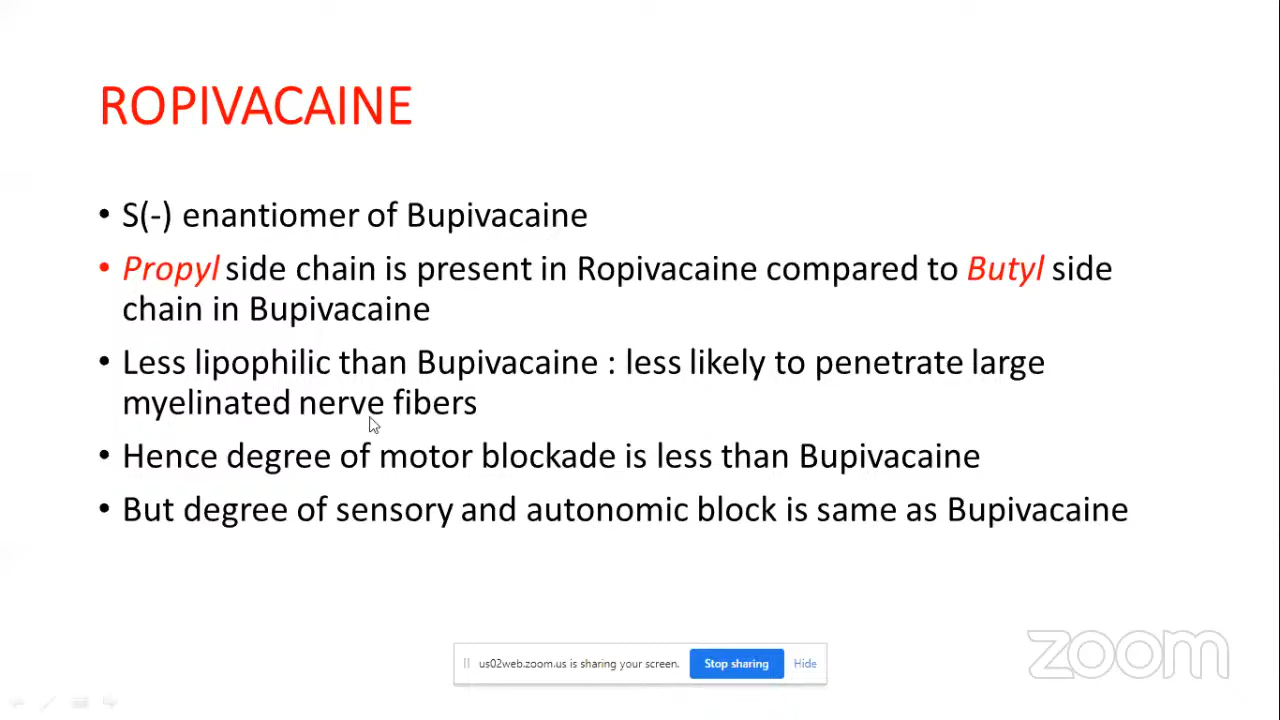 ROPIVACAINE
• S(-) enantiomer of Bupivacaine
• Propyl side chain is present in Ropivacaine compared to Butyl side
chain in Bupivacaine
• Less lipophilic than Bupivacaine : less likely to penetrate large
myelinated nerve fibers
• Hence degree of motor blockade is less than Bupivacaine
• But degree of sensory and autonomic block is same as Bupivacaine
us02web.zoom.us is sharing your screen. Stop sharing Hide
zoom